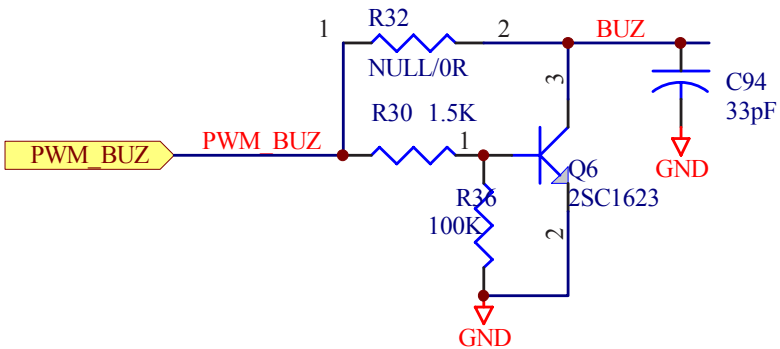 R32
1
2
BUZ
NULL/0R
3
C94
33pF
R30 1.5K
PWM_BUZ
PWM_BUZ
1
GND
Q6
R36
2SC1623
100K
2
GND